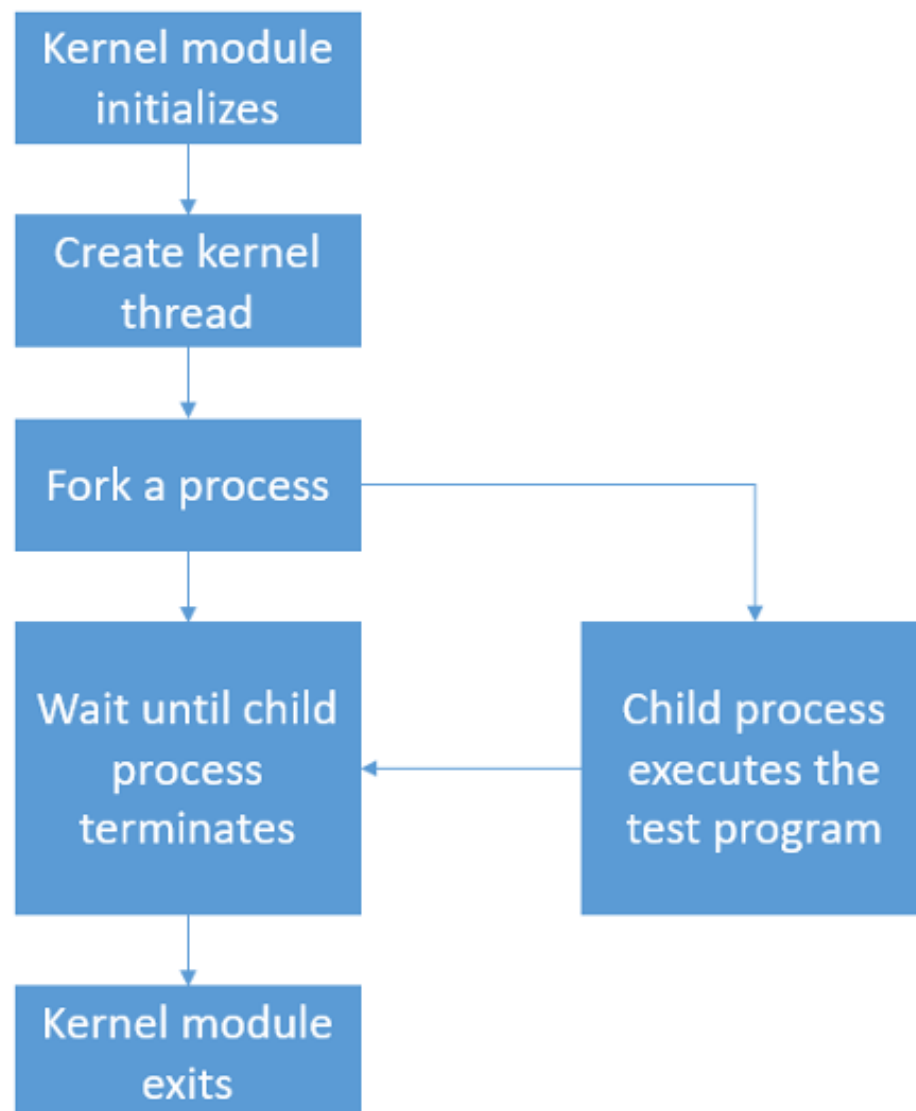 Kernel module
initializes
Create kernel
thread
Fork a process
Wait until child
process
terminates
Child process
executes the
test program
Kernel module
exits